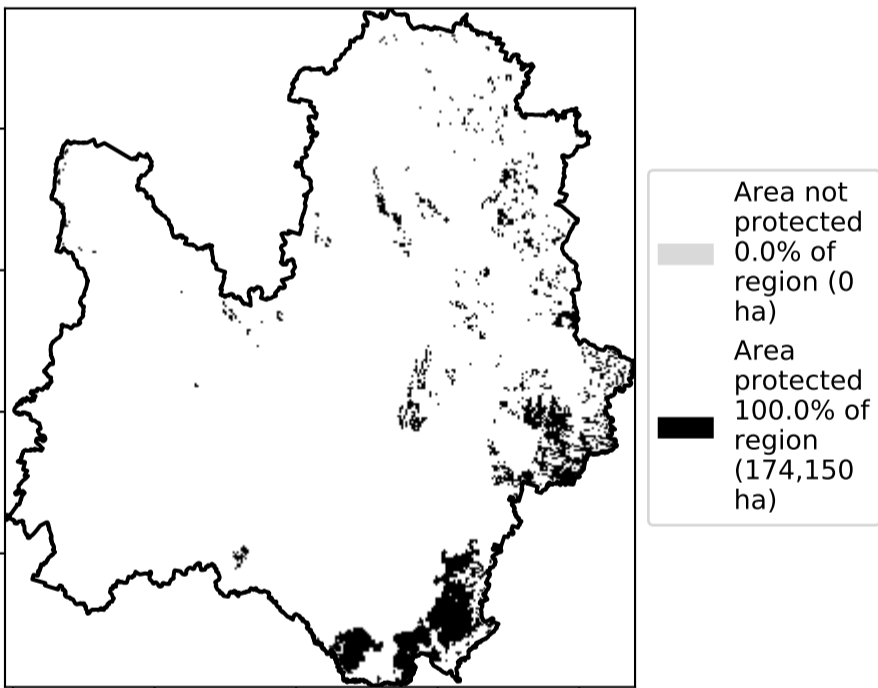 Area not
protected
0.0% of
region (0
ha)
Area
protected
100.0% of
region
(174,150
ha)